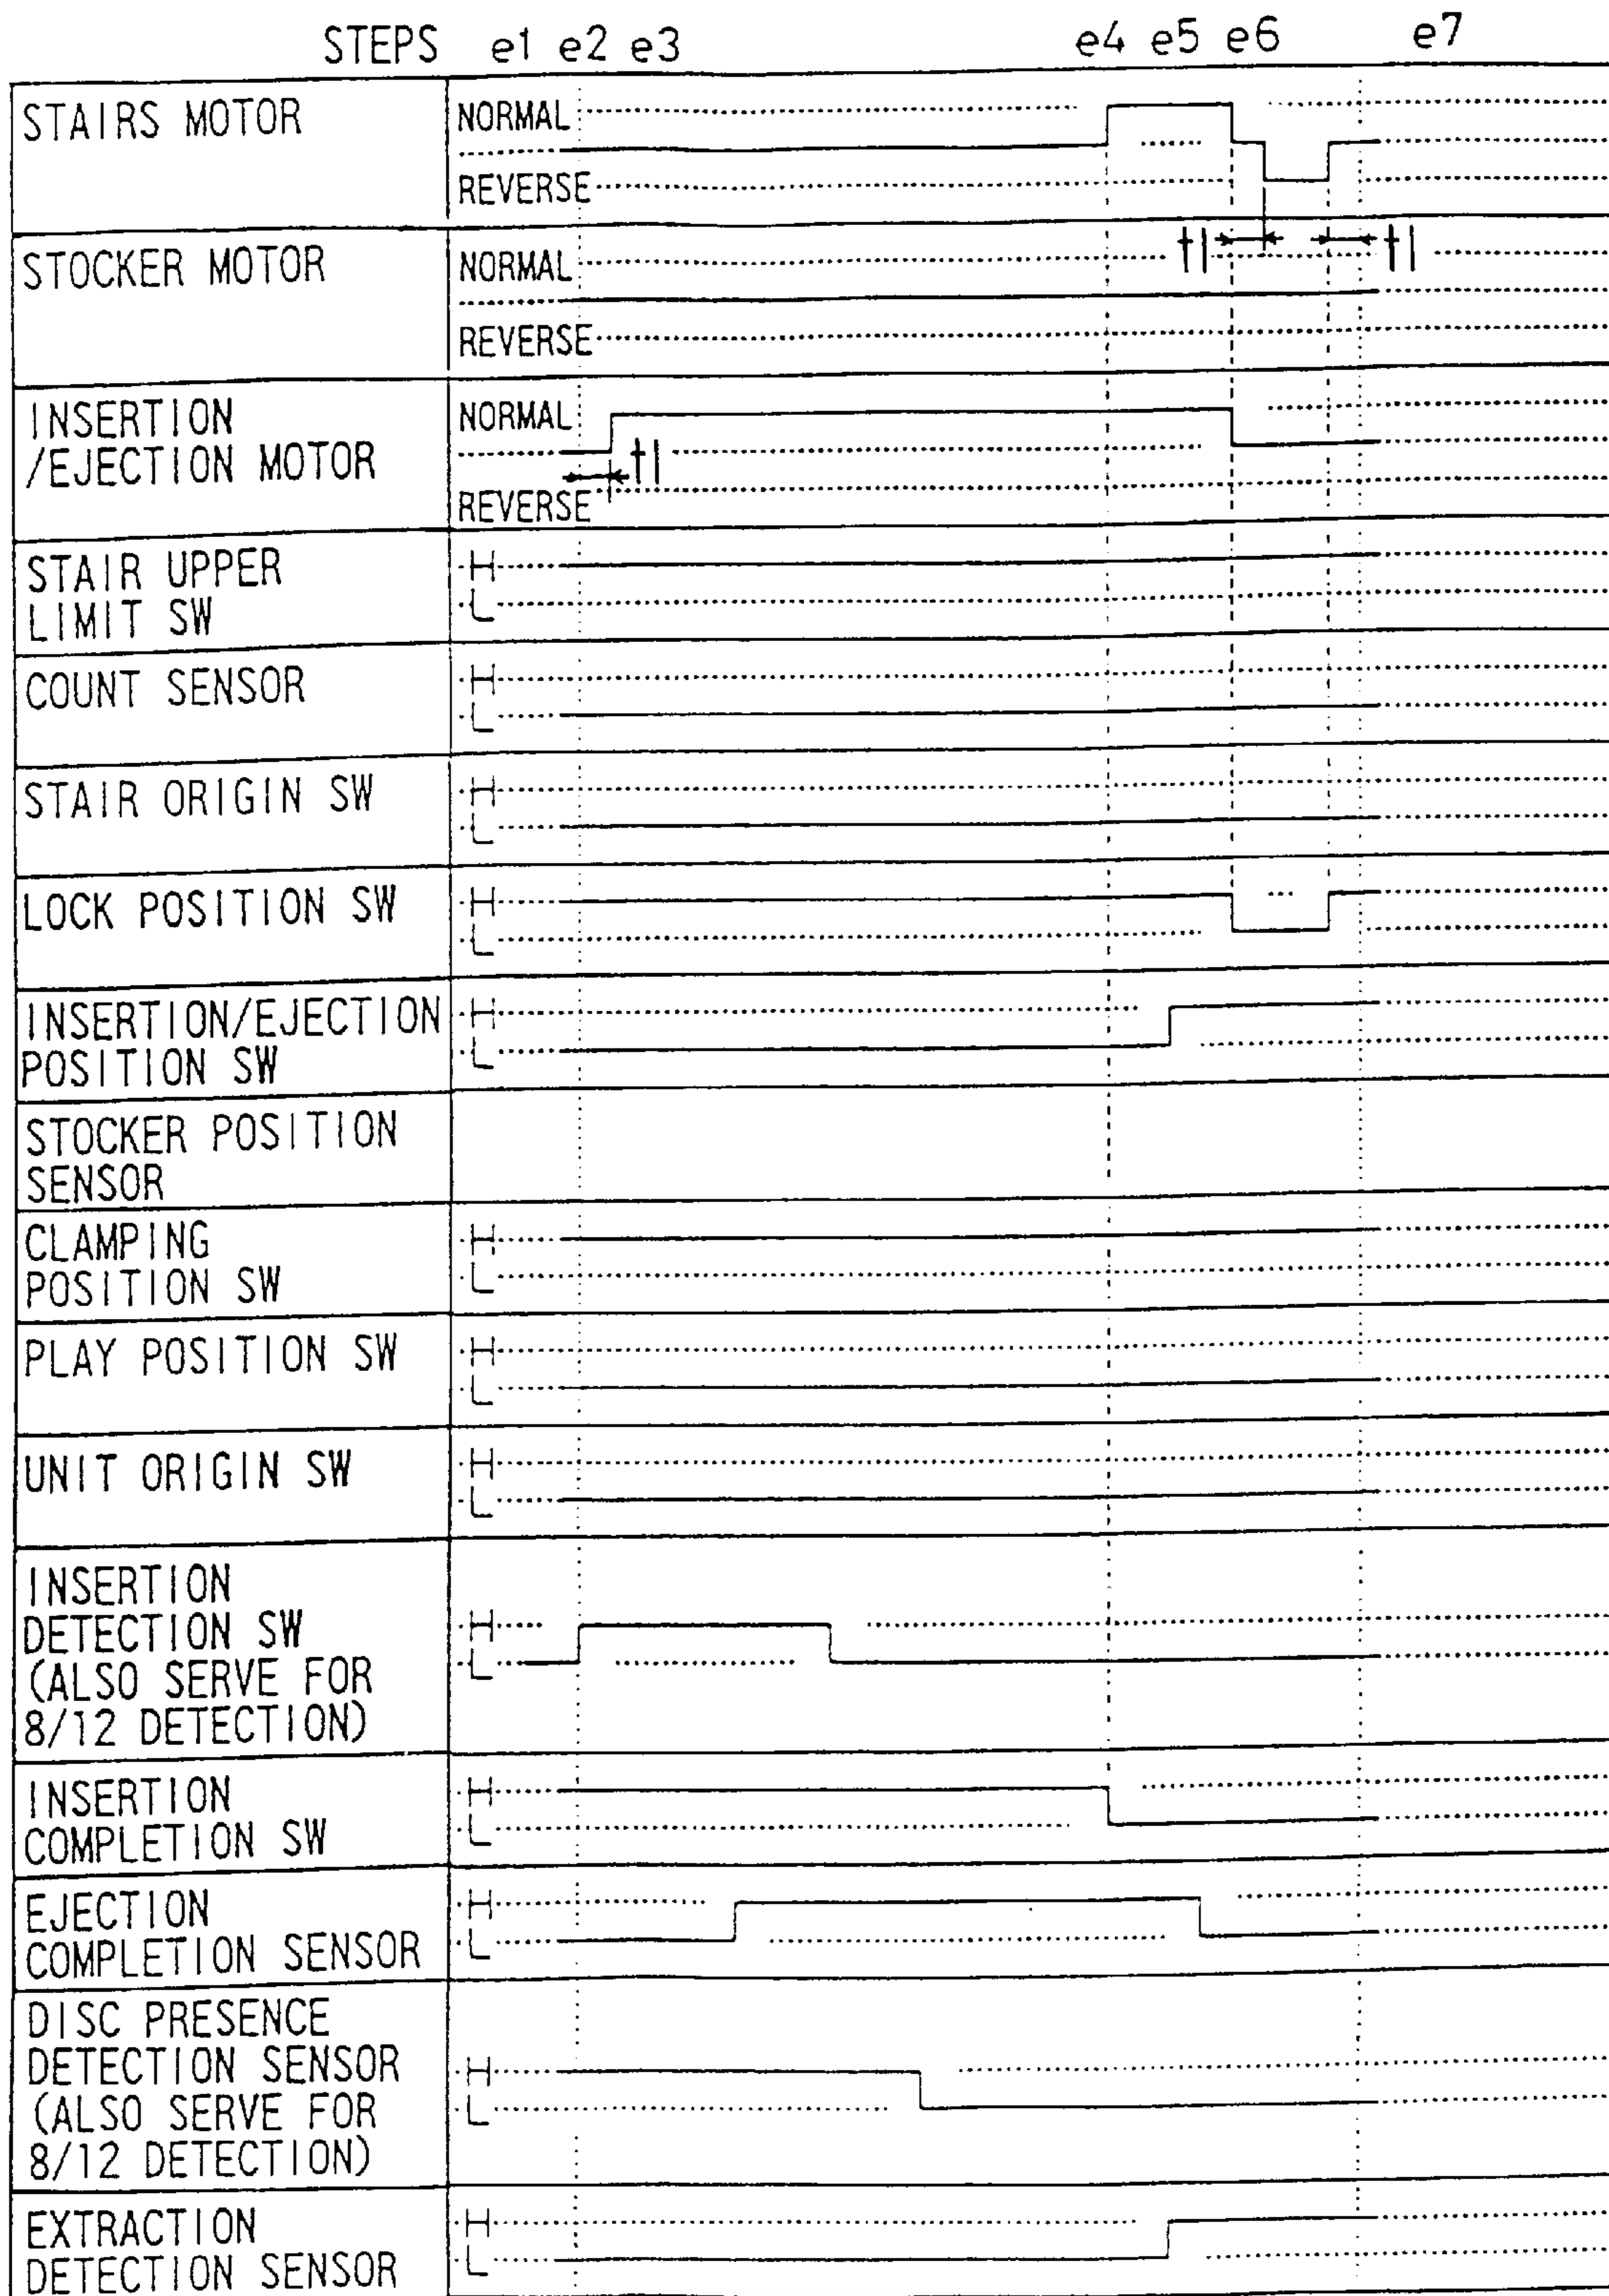 STEPS e1 e2 e3 e4 e5 e6 e7
STAIRS MOTOR
NORMAL
REVERSE
STOCKER MOTOR
NORMAL
t1
t1
REVERSE
INSERTION
/EJECTION MOTOR
NORMAL
t1
REVERSE
STAIR UPPER
LIMIT SW
H
L
COUNT SENSOR
H
L
STAIR ORIGIN SW
H
L
LOCK POSITION SW
H
L
INSERTION/EJECTION
POSITION SW
H
L
STOCKER POSITION
SENSOR
CLAMPING
POSITION SW
H
L
PLAY POSITION SW
H
L
UNIT ORIGIN SW
H
L
INSERTION
DETECTION SW
(ALSO SERVE FOR
8/12 DETECTION)
H
L
INSERTION
COMPLETION SW
H
L
EJECTION
COMPLETION SENSOR
H
L
DISC PRESENCE
DETECTION SENSOR
(ALSO SERVE FOR
8/12 DETECTION)
H
L
EXTRACTION
DETECTION SENSOR
H
L